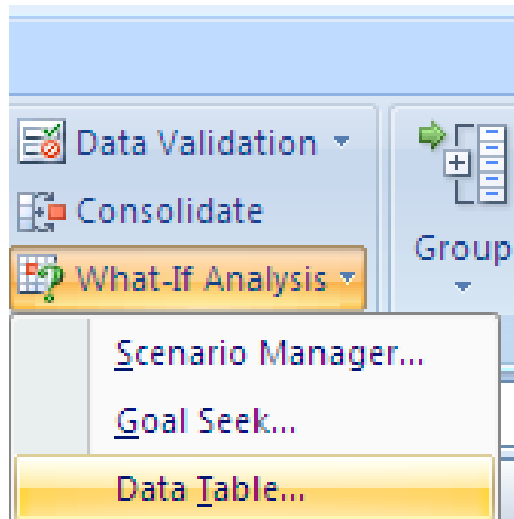 Data Validation
Consolidate
What-If Analysis
Group
Scenario Manager...
Goal Seek...
Data Table...